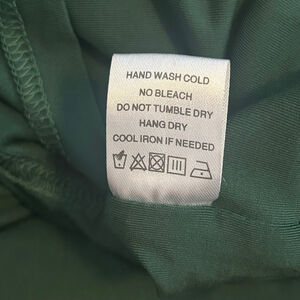 HAND WASH COLD
NO BLEACH
DO NOT TUMBLE DRY
HANG DRY
COOL IRON IF NEEDED